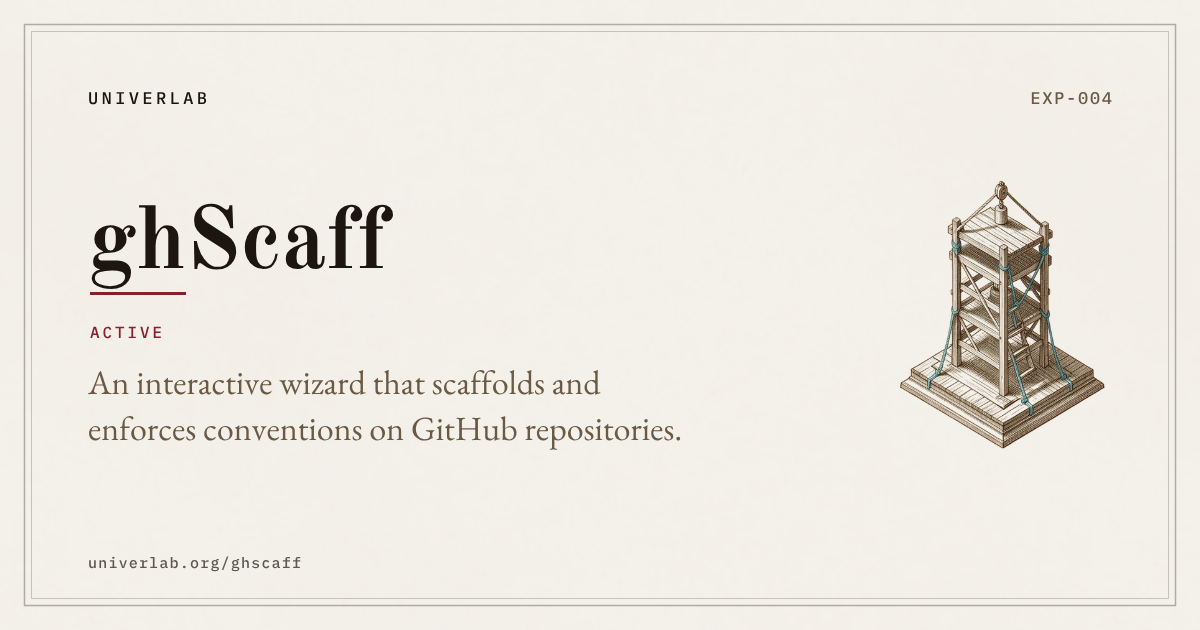 UNIVERLAB
EXP-004
ghScaff
ACTIVE
An interactive wizard that scaffolds and
enforces conventions on GitHub repositories.
univerlab.org/ghscaff